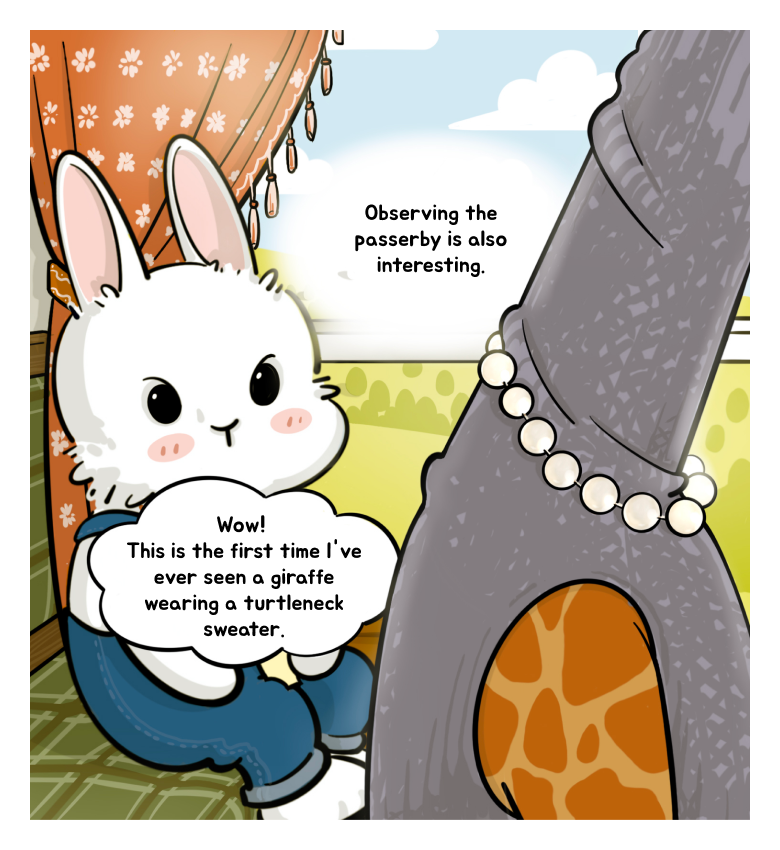 Observing the
passerby is also
interesting.
Wow!
This is the first time I've
ever seen a giraffe
wearing a turtleneck
sweater.